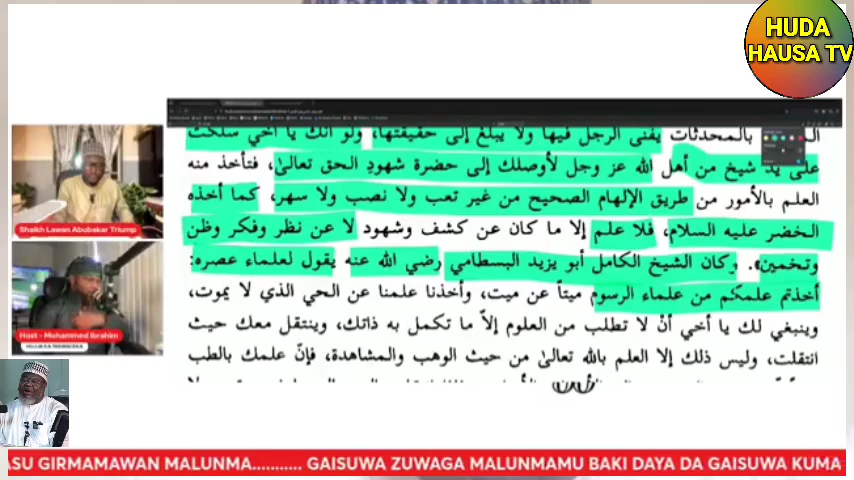 HUDA
HAUSA TV
بالمحدثات يفنى الرجل فيها ولا يبلغ إلى حقيقتها، ولو أنك يا أخي سلكت
على يد شيخ من أهل الله عز وجل لأوصلك إلى حضرة شهود الحق تعالى، فتأخذ منه
العلم بالأمور من طريق الإلهام الصحيح من غير تعب ولا نصب ولا سهر، كما أخذه
الخضر عليه السلام، فلا علم إلا ما كان عن كشف وشهود لا عن نظر وفكر وظن
وتخمين». وكان الشيخ الكامل أبو يزيد البسطامي رضي الله عنه يقول لعلماء عصره:
أخذتم علمكم من علماء الرسوم ميتاً عن ميت، وأخذنا علمنا عن الحي الذي لا يموت،
وينبغي لك يا أخي أنْ لا تطلب من العلوم إلاّ ما تكمل به ذاتك، وينتقل معك حيث
انتقلت، وليس ذلك إلا العلم بالله تعالىٰ من حيث الوهب والمشاهدة، فإنّ علمك بالطب
Shaikh Lawan Abubakar Triump
Host - Mohammed Ibrahim
ASU GIRMAMAWAN MALUNMA.......... GAISUWA ZUWAGA MALUNMAMU BAKI DAYA DA GAISUWA KUMA